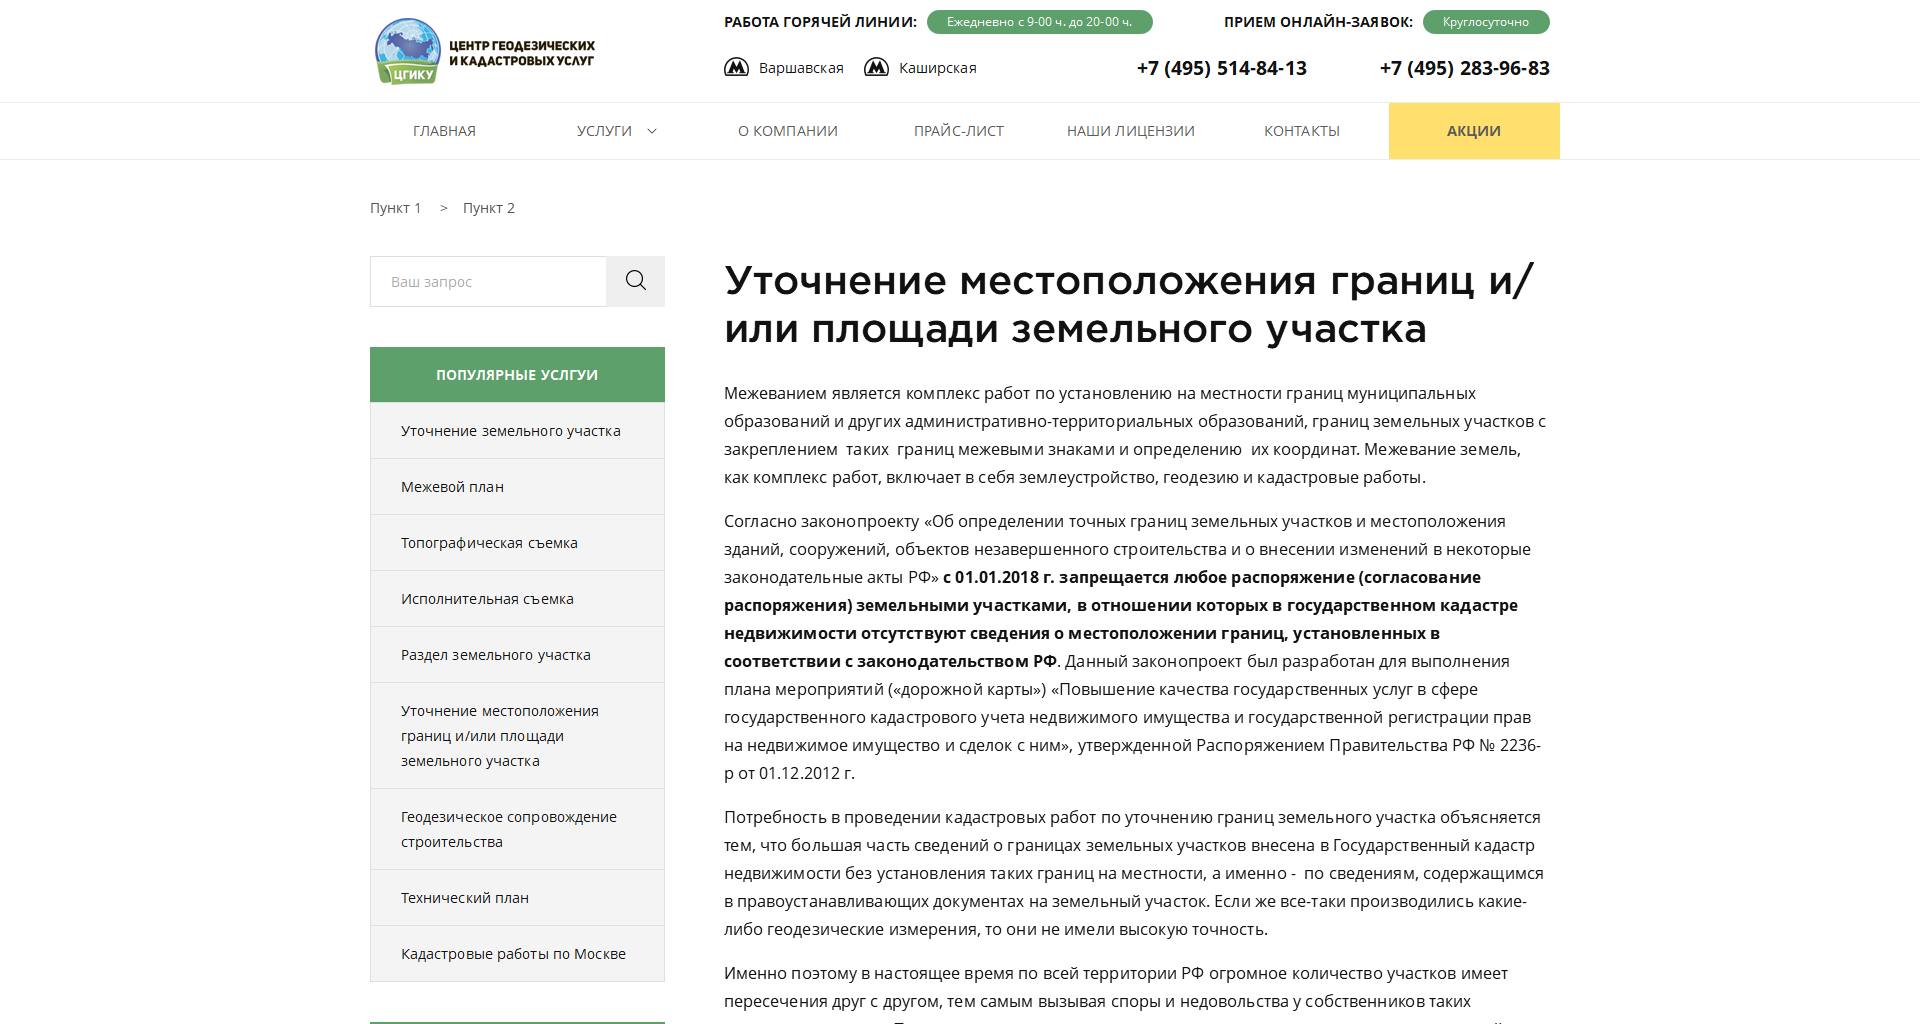 ЦГИКУ
ЦЕНТР ГЕОДЕЗИЧЕСКИХ
И КАДАСТРОВЫХ УСЛУГ
РАБОТА ГОРЯЧЕЙ ЛИНИИ: Ежедневно с 9-00 ч. до 20-00 ч. ПРИЕМ ОНЛАЙН-ЗАЯВОК: Круглосуточно
Варшавская Каширская +7 (495) 514-84-13 +7 (495) 283-96-83
ГЛАВНАЯ УСЛУГИ О КОМПАНИИ ПРАЙС-ЛИСТ НАШИ ЛИЦЕНЗИИ КОНТАКТЫ АКЦИИ
Пункт 1 > Пункт 2
Ваш запрос
ПОПУЛЯРНЫЕ УСЛГУИ
Уточнение земельного участка
Межевой план
Топографическая съемка
Исполнительная съемка
Раздел земельного участка
Уточнение местоположения
границ и/или площади
земельного участка
Геодезическое сопровождение
строительства
Технический план
Кадастровые работы по Москве
Уточнение местоположения границ и/
или площади земельного участка
Межеванием является комплекс работ по установлению на местности границ муниципальных
образований и других административно-территориальных образований, границ земельных участков с
закреплением  таких  границ межевыми знаками и определению  их координат. Межевание земель,
как комплекс работ, включает в себя землеустройство, геодезию и кадастровые работы.
Согласно законопроекту «Об определении точных границ земельных участков и местоположения
зданий, сооружений, объектов незавершенного строительства и о внесении изменений в некоторые
законодательные акты РФ» с 01.01.2018 г. запрещается любое распоряжение (согласование
распоряжения) земельными участками, в отношении которых в государственном кадастре
недвижимости отсутствуют сведения о местоположении границ, установленных в
соответствии с законодательством РФ. Данный законопроект был разработан для выполнения
плана мероприятий («дорожной карты») «Повышение качества государственных услуг в сфере
государственного кадастрового учета недвижимого имущества и государственной регистрации прав
на недвижимое имущество и сделок с ним», утвержденной Распоряжением Правительства РФ № 2236-
р от 01.12.2012 г.
Потребность в проведении кадастровых работ по уточнению границ земельного участка объясняется
тем, что большая часть сведений о границах земельных участков внесена в Государственный кадастр
недвижимости без установления таких границ на местности, а именно -  по сведениям, содержащимся
в правоустанавливающих документах на земельный участок. Если же все-таки производились какие-
либо геодезические измерения, то они не имели высокую точность.
Именно поэтому в настоящее время по всей территории РФ огромное количество участков имеет
пересечения друг с другом, тем самым вызывая споры и недовольства у собственников таких